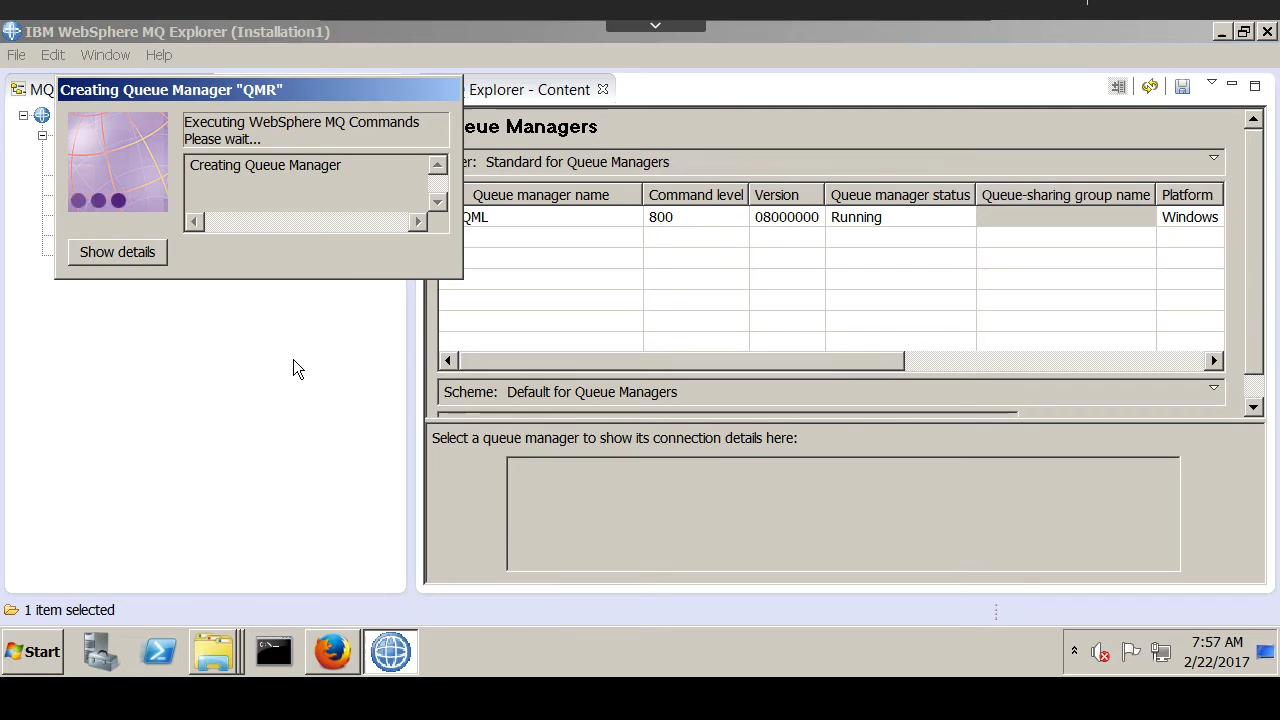 IBM WebSphere MQ Explorer (Installation1)
File Edit Window Help
MQ
Explorer - Content
Creating Queue Manager "QMR"
Executing WebSphere MQ Commands
Please wait...
Creating Queue Manager
Show details
eue Managers
er: Standard for Queue Managers
Queue manager name Command level Version Queue manager status Queue-sharing group name Platform
QML 800 08000000 Running Windows
Scheme: Default for Queue Managers
Select a queue manager to show its connection details here:
1 item selected
Start
7:57 AM
2/22/2017